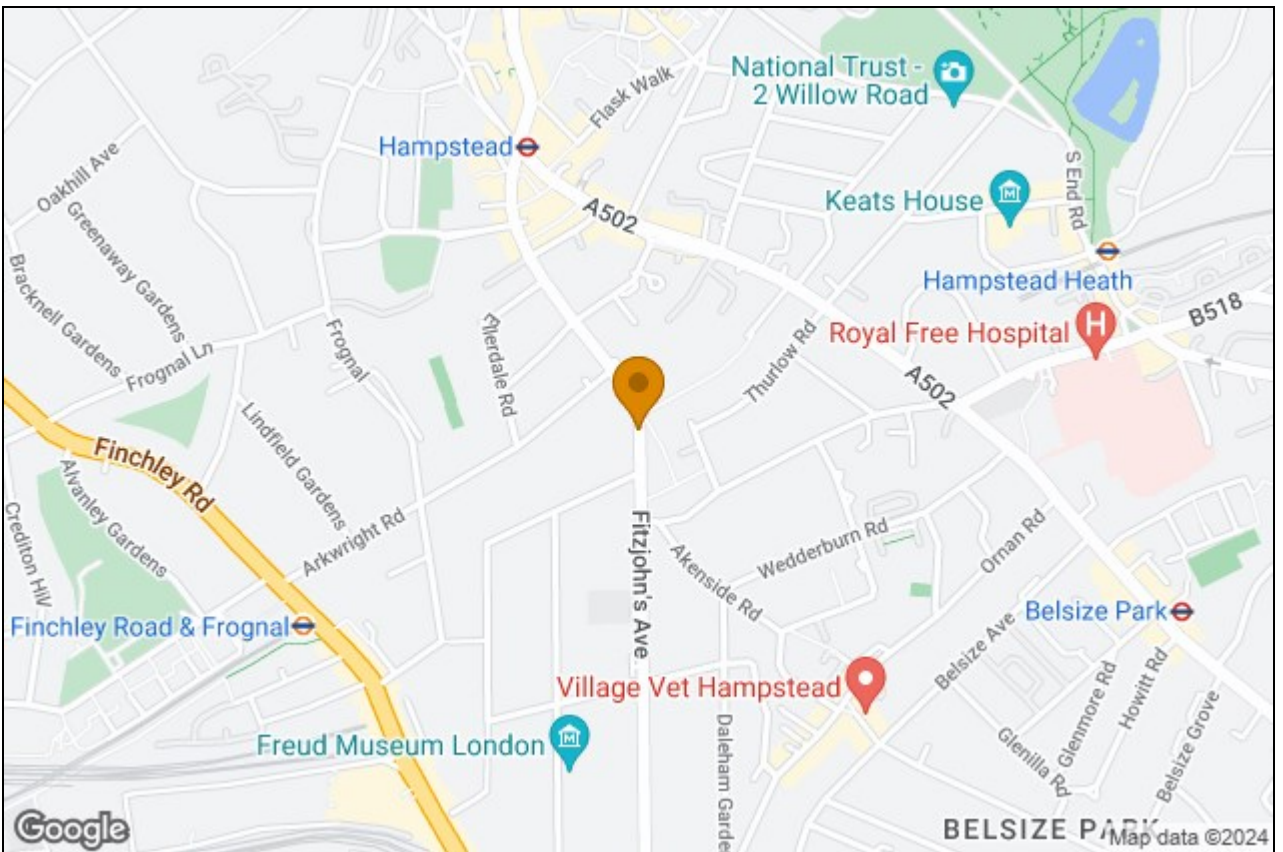 National Trust -
2 Willow Road
Flask Walk
Hampstead
Oakhill Ave
S End Rd
Keats House
A502
Greenaway Gardens
Hampstead Heath
Bracknell Gardens
B518
Royal Free Hospital
H
Frognal
Frognal Ln
Allerdale Rd
Thurlow Rd
A502
Lindfield Gardens
Finchley Rd
Alvanley Gardens
Arkwright Rd
Crediton Hill
Fitzjohn's Ave
Akenside Rd
Wedderburn Rd
Ornan Rd
Finchley Road & Frognal
Belsize Park
Belsize Ave
Village Vet Hampstead
Glenmore Rd
Howitt Rd
Belsize Grove
Freud Museum London
Daleham Garde
Glenilla Rd
Google
BELSIZE PARK
Map data ©2024